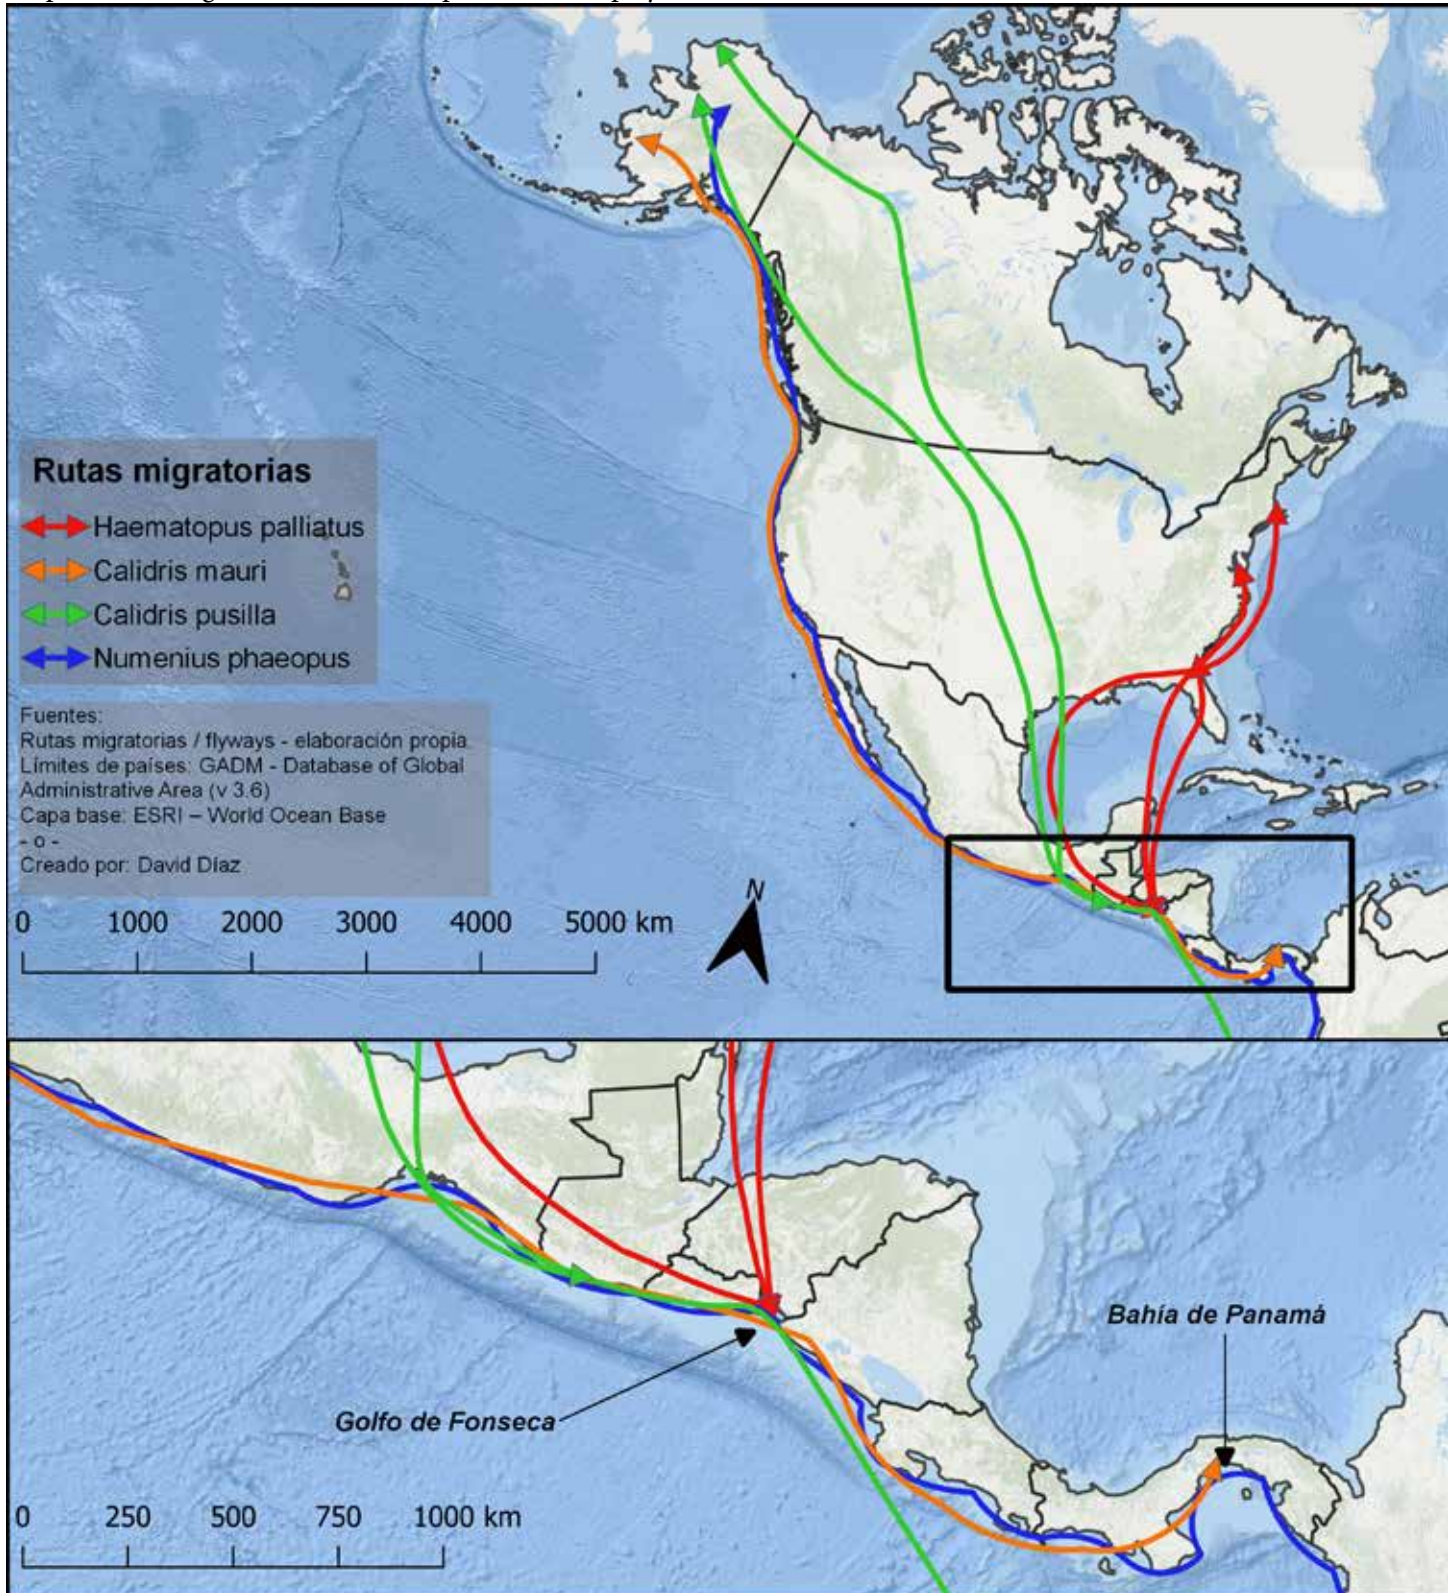 Rutas migratorias
Haematopus palliatus
Calidris mauri
Calidris pusilla
Numenius phaeopus
Fuentes:
Rutas migratorias / flyways - elaboración propia.
Límites de países: GADM - Database of Global
Administrative Area (v 3.6)
Capa base: ESRI – World Ocean Base
- o -
Creado por: David Díaz
0 1000 2000 3000 4000 5000 km
N
Bahía de Panamá
Golfo de Fonseca
0 250 500 750 1000 km